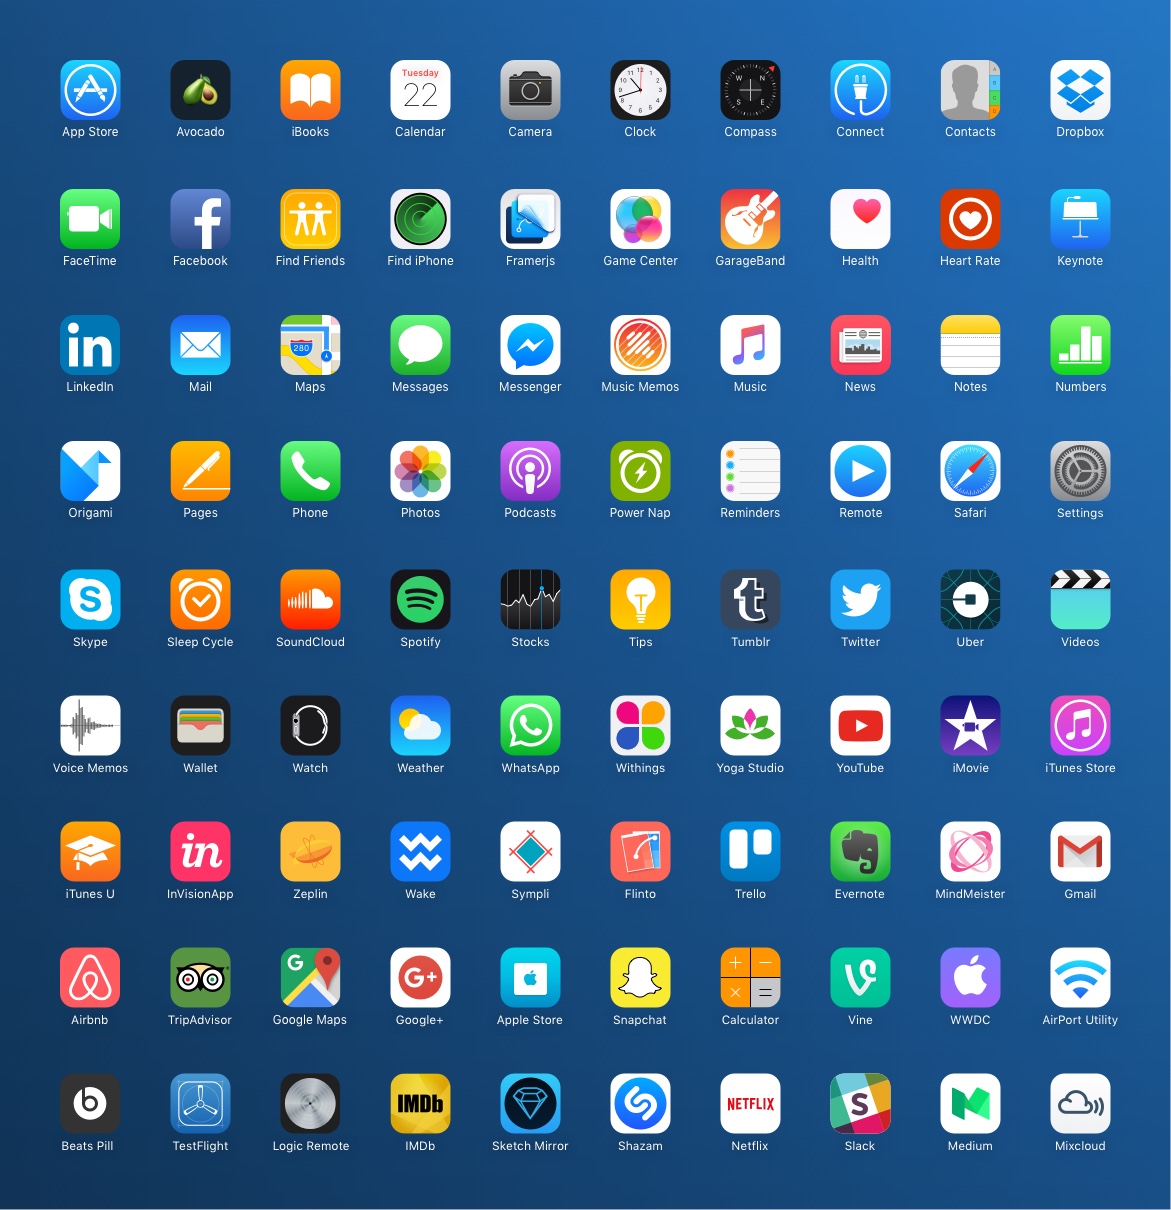 Tuesday
22
12
App Store
Avocado
iBooks
Calendar
Camera
Clock
Compass
Connect
Contacts
Dropbox
W N
S E
FaceTime
Facebook
Find Friends
Find iPhone
Framerjs
Game Center
GarageBand
Health
Heart Rate
Keynote
in
280
LinkedIn
Mail
Maps
Messages
Messenger
Music Memos
Music
News
Notes
Numbers
Origami
Pages
Phone
Photos
Podcasts
Power Nap
Reminders
Remote
Safari
Settings
S
t
Skype
Sleep Cycle
SoundCloud
Spotify
Stocks
Tips
Tumblr
Twitter
Uber
Videos
Voice Memos
Wallet
Watch
Weather
WhatsApp
Withings
Yoga Studio
YouTube
iMovie
iTunes Store
in
iTunes U
InVisionApp
Zeplin
Wake
Sympli
Flinto
Trello
Evernote
MindMeister
Gmail
G
G+
Airbnb
TripAdvisor
Google Maps
Google+
Apple Store
Snapchat
Calculator
Vine
WWDC
AirPort Utility
b
IMDb
NETFLIX
S
Beats Pill
TestFlight
Logic Remote
IMDb
Sketch Mirror
Shazam
Netflix
Slack
Medium
Mixcloud